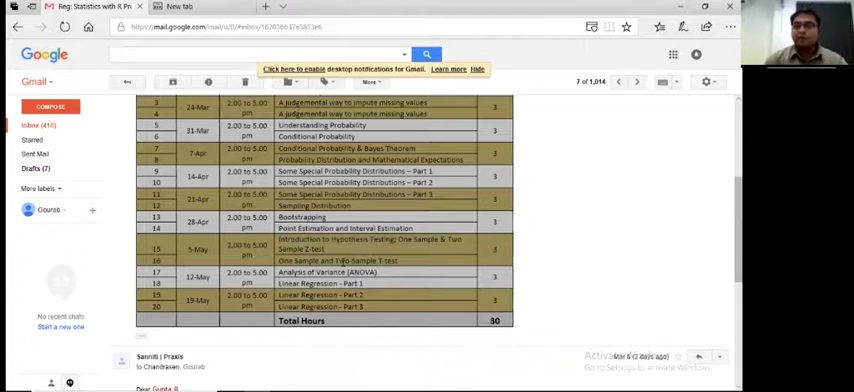 Reg: Statistics with R Pro
New tab
https://mail.google.com/mail/u/0/#inbox/16203bb37e5853e6
Google
Click here to enable desktop notifications for Gmail. Learn more Hide
Gmail
More
7 of 1,014
COMPOSE
Inbox (418)
Starred
Sent Mail
Drafts (7)
More labels
Gourab
No recent chats
Start a new one
3 24-Mar 2.00 to 5.00 pm A judgemental way to impute missing values 3
4 A judgemental way to impute missing values
5 31-Mar 2.00 to 5.00 pm Understanding Probability 3
6 Conditional Probability
7 7-Apr 2.00 to 5.00 pm Conditional Probability & Bayes Theorem 3
8 Probability Distribution and Mathematical Expectations
9 14-Apr 2.00 to 5.00 pm Some Special Probability Distributions – Part 1 3
10 Some Special Probability Distributions – Part 2
11 21-Apr 2.00 to 5.00 pm Some Special Probability Distributions – Part 3 3
12 Sampling Distribution
13 28-Apr 2.00 to 5.00 pm Bootstrapping 3
14 Point Estimation and Interval Estimation
15 5-May 2.00 to 5.00 pm Introduction to Hypothesis Testing; One Sample & Two 3
Sample Z-test
16 One Sample and Two-Sample T-test
17 12-May 2.00 to 5.00 pm Analysis of Variance (ANOVA) 3
18 Linear Regression - Part 1
19 19-May 2.00 to 5.00 pm Linear Regression - Part 2 3
20 Linear Regression - Part 3
Total Hours 30
Sanniti | Praxis
to Chandrasen, Gourab
Mar 8 (2 days ago)
Activate Windows
Go to Settings to activate Windows.
Dear Gupta B